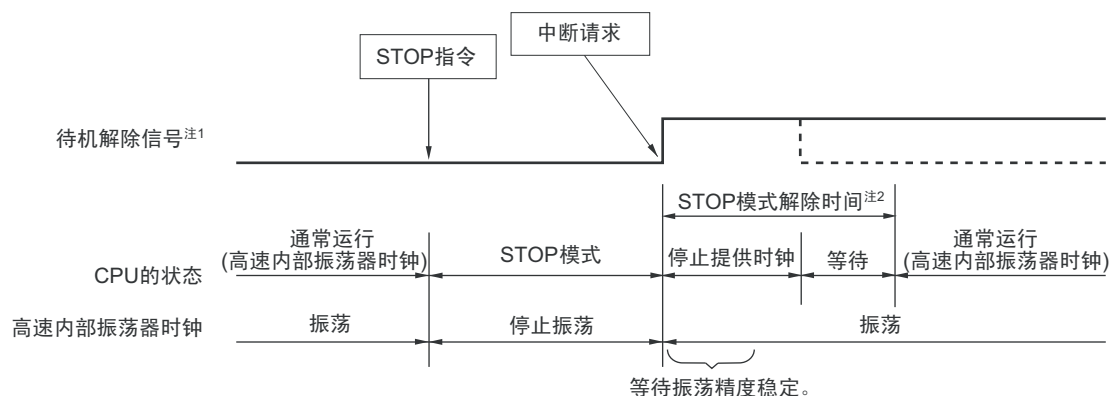 中断请求
STOP指令
待机解除信号注1
STOP模式解除时间注2
通常运行
(高速内部振荡器时钟)
STOP模式
停止提供时钟
等待
通常运行
(高速内部振荡器时钟)
CPU的状态
高速内部振荡器时钟
振荡
停止振荡
振荡
等待振荡精度稳定。